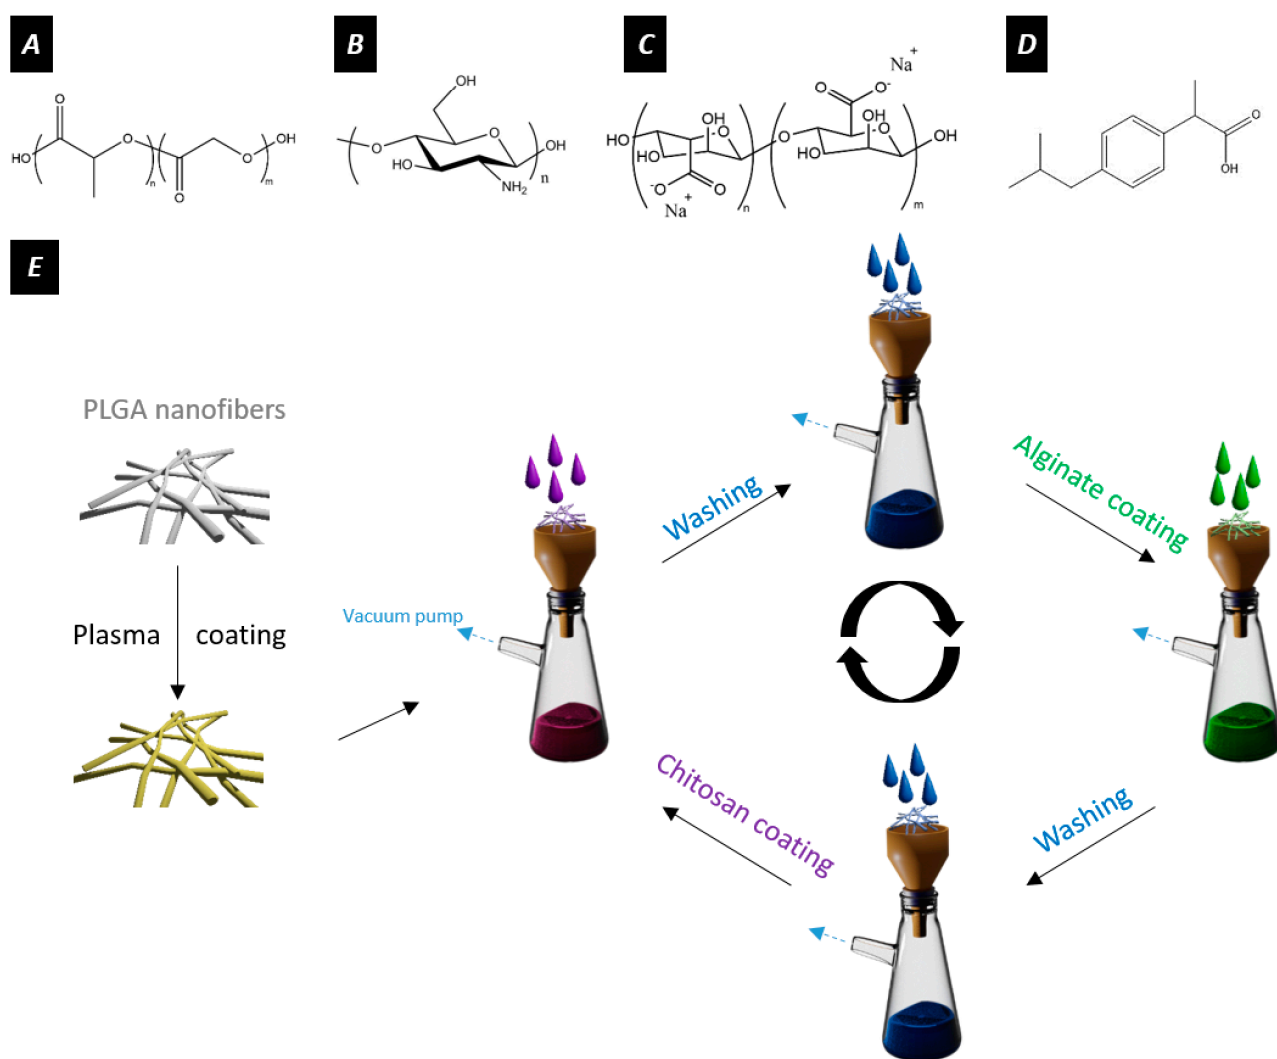 A
B
C
D
O
O
HO
n
O
O
OH
m
OH
O
O
HO
NH2
OH
n
Na+
O
O-
HO
OH
O
HO
-O
O
Na+
n
O
OH
O
HO
OH
m
O
OH
E
PLGA nanofibers
Plasma coating
Vacuum pump
Washing
Alginate coating
Washing
Chitosan coating